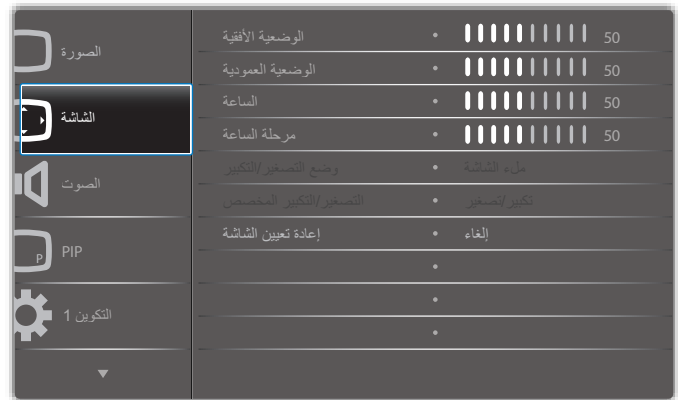 الصورة
الشاشة
الصوت
PIP
التكوين 1
الوضعية الأفقية • 50
الوضعية العمودية • 50
الساعة • 50
مرحلة الساعة • 50
وضع التصغير/التكبير • ملء الشاشة
التصغير/التكبير المخصص • تكبير/تصغير
إعادة تعيين الشاشة • إلغاء
P